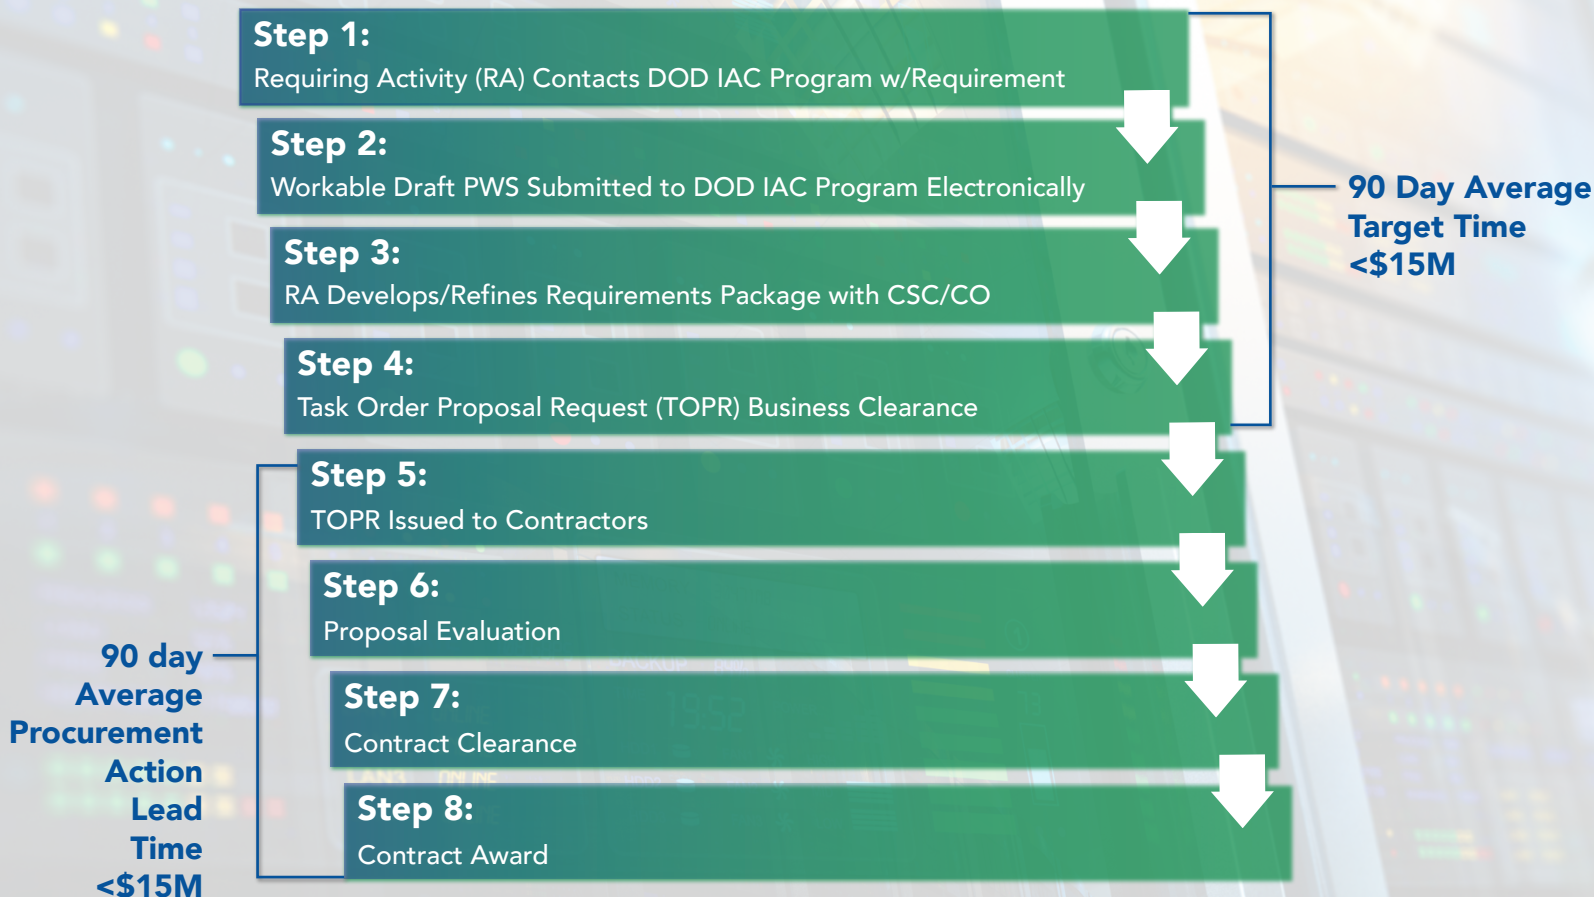 Step 1:
Requiring Activity (RA) Contacts DOD IAC Program w/Requirement
Step 2:
Workable Draft PWS Submitted to DOD IAC Program Electronically
Step 3:
RA Develops/Refines Requirements Package with CSC/CO
Step 4:
Task Order Proposal Request (TOPR) Business Clearance
90 Day Average
Target Time
<$15M
Step 5:
TOPR Issued to Contractors
Step 6:
Proposal Evaluation
Step 7:
Contract Clearance
Step 8:
Contract Award
90 day
Average
Procurement
Action
Lead
Time
<$15M